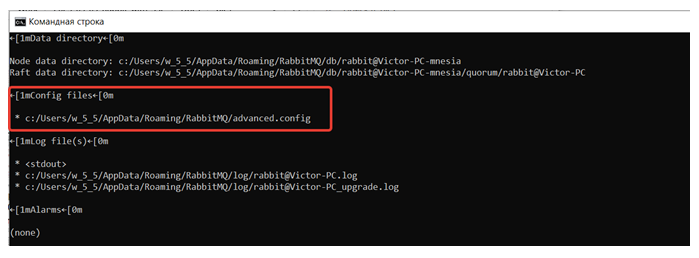 Командная строка
←[1mData directory←[0m
Node data directory: c:/Users/w_5_5/AppData/Roaming/RabbitMQ/db/rabbit@Victor-PC-mnesia
Raft data directory: c:/Users/w_5_5/AppData/Roaming/RabbitMQ/db/rabbit@Victor-PC-mnesia/quorum/rabbit@Victor-PC
←[1mConfig files←[0m
* c:/Users/w_5_5/AppData/Roaming/RabbitMQ/advanced.config
←[1mLog file(s)←[0m
* <stdout>
* c:/Users/w_5_5/AppData/Roaming/RabbitMQ/log/rabbit@Victor-PC.log
* c:/Users/w_5_5/AppData/Roaming/RabbitMQ/log/rabbit@Victor-PC_upgrade.log
←[1mAlarms←[0m
(none)